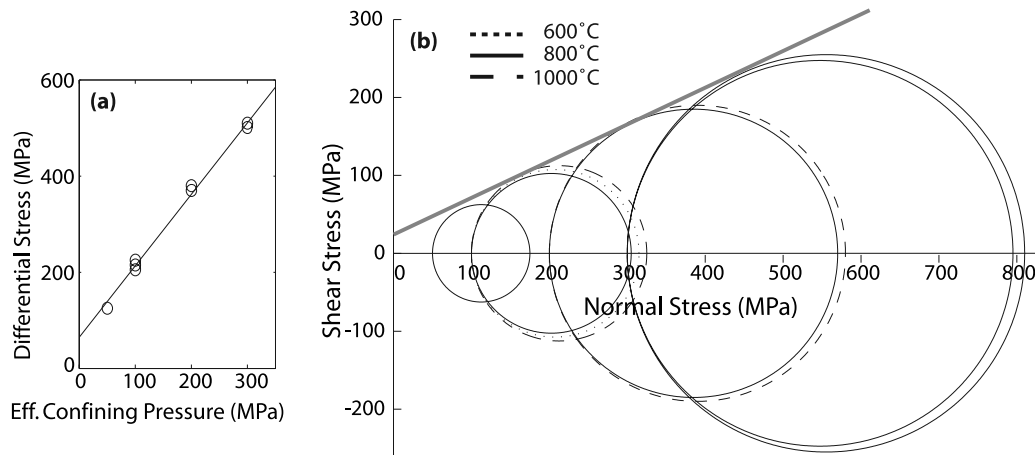 (a)
Differential Stress (MPa)
600
400
200
0
0 100 200 300
Eff. Confining Pressure (MPa)
(b)
600˚C
800˚C
1000˚C
Shear Stress (MPa)
300
200
100
0
-100
-200
0 100 200 300 400 500 600 700 800
Normal Stress (MPa)